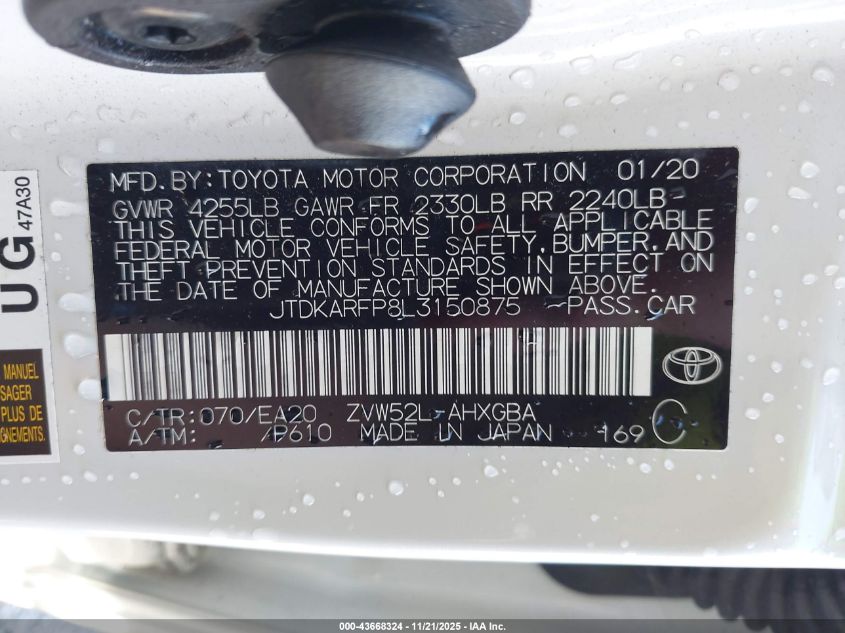 MFD. BY: TOYOTA MOTOR CORPORATION 01/20
GVWR 4255LB GAWR FR 2330LB RR 2240LB
THIS VEHICLE CONFORMS TO ALL APPLICABLE
FEDERAL MOTOR VEHICLE SAFETY, BUMPER, AND
THEFT PREVENTION STANDARDS IN EFFECT ON
THE DATE OF MANUFACTURE SHOWN ABOVE.
JTDKARFP8L3150875 PASS. CAR
C/TR: 070/EA20 ZVW52L-AHXGBA
A/TM: /P610 MADE IN JAPAN 169 C
UG
47A30
MANUEL
SAGER
PLUS DE
GNEMENTS.
000-43668324 - 11/21/2025 - IAA Inc.